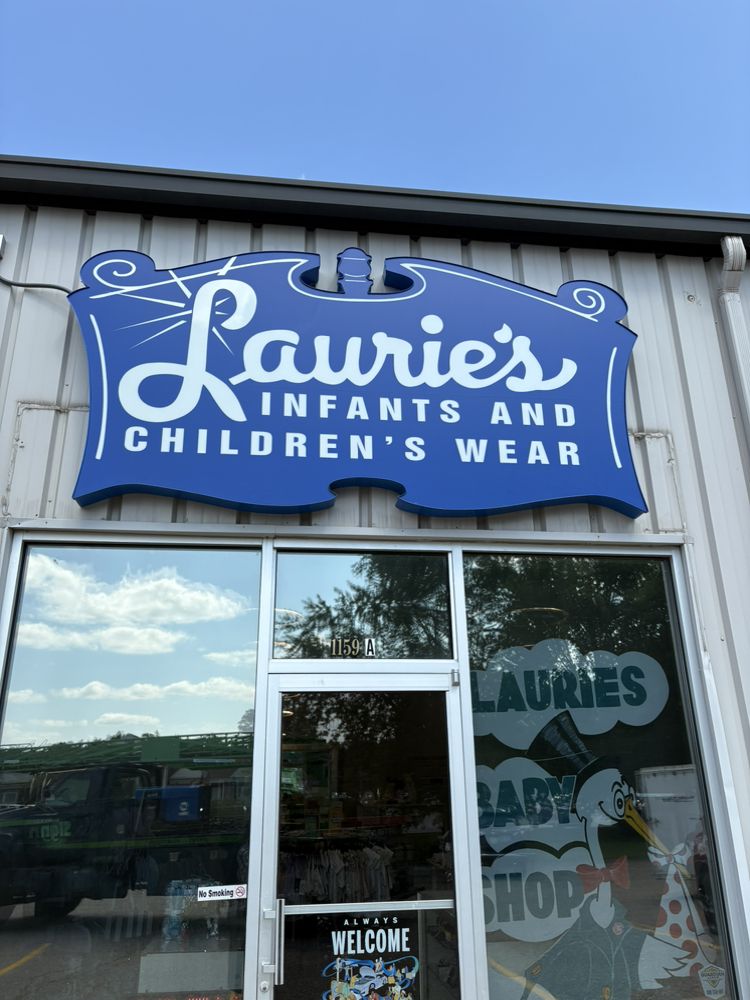 Laurie's
INFANTS AND
CHILDREN'S WEAR
1159 A
LAURIES
BABY
SHOP
No Smoking
ALWAYS
WELCOME